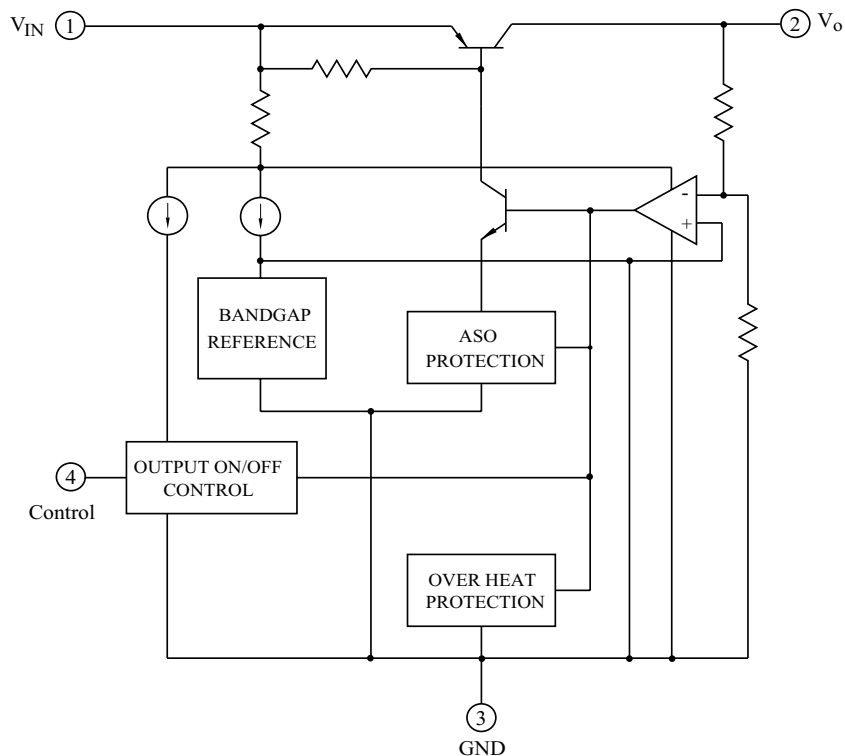 V_IN 1
2 V_o
-
+
BANDGAP
REFERENCE
ASO
PROTECTION
4
Control
OUTPUT ON/OFF
CONTROL
OVER HEAT
PROTECTION
3
GND